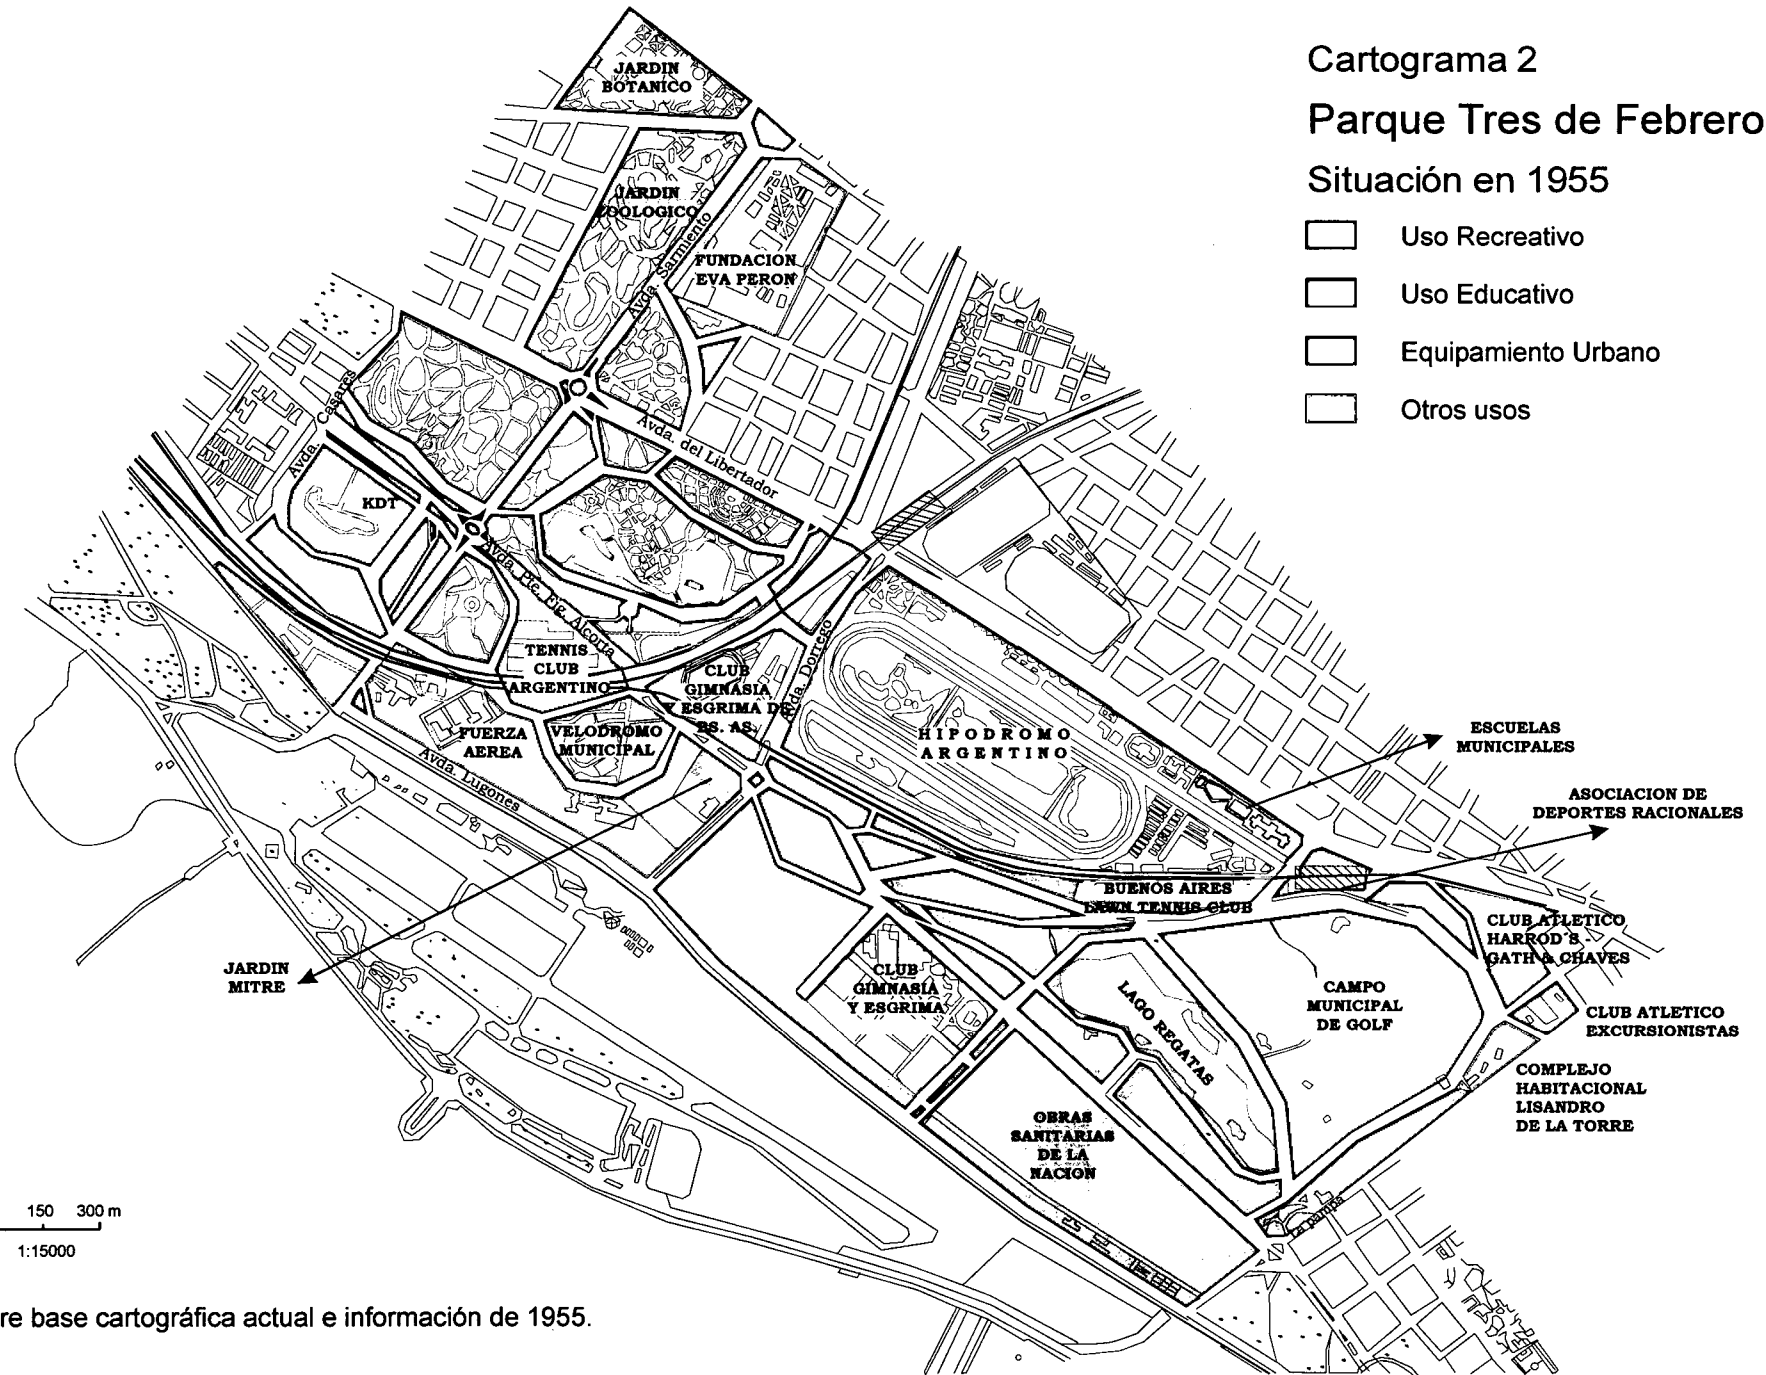 Cartograma 2
Parque Tres de Febrero
Situación en 1955
Uso Recreativo
Uso Educativo
Equipamiento Urbano
Otros usos
JARDIN
BOTANICO
JARDIN
ZOOLOGICO
Avda. Sarmiento
FUNDACION
EVA PERON
Avda. Casares
Avda. del Libertador
KDT
Avda. Pte. Fig. Alcorta
TENNIS
CLUB
ARGENTINO
CLUB
GIMNASIA
Y ESGRIMA DE
BS. AS.
Avda. Dorrego
FUERZA
AEREA
VELODROMO
MUNICIPAL
Avda. Lugones
HIPODROMO
ARGENTINO
ESCUELAS
MUNICIPALES
ASOCIACION DE
DEPORTES RACIONALES
BUENOS AIRES
LAWN TENNIS CLUB
CLUB ATLETICO
HARROD'S -
GATH & CHAVES
JARDIN
MITRE
CLUB
GIMNASIA
Y ESGRIMA
LAGO REGATAS
CAMPO
MUNICIPAL
DE GOLF
CLUB ATLETICO
EXCURSIONISTAS
COMPLEJO
HABITACIONAL
LISANDRO
DE LA TORRE
OBRAS
SANITARIAS
DE LA
NACION
La pampa
150 300 m
1:15000
re base cartográfica actual e información de 1955.